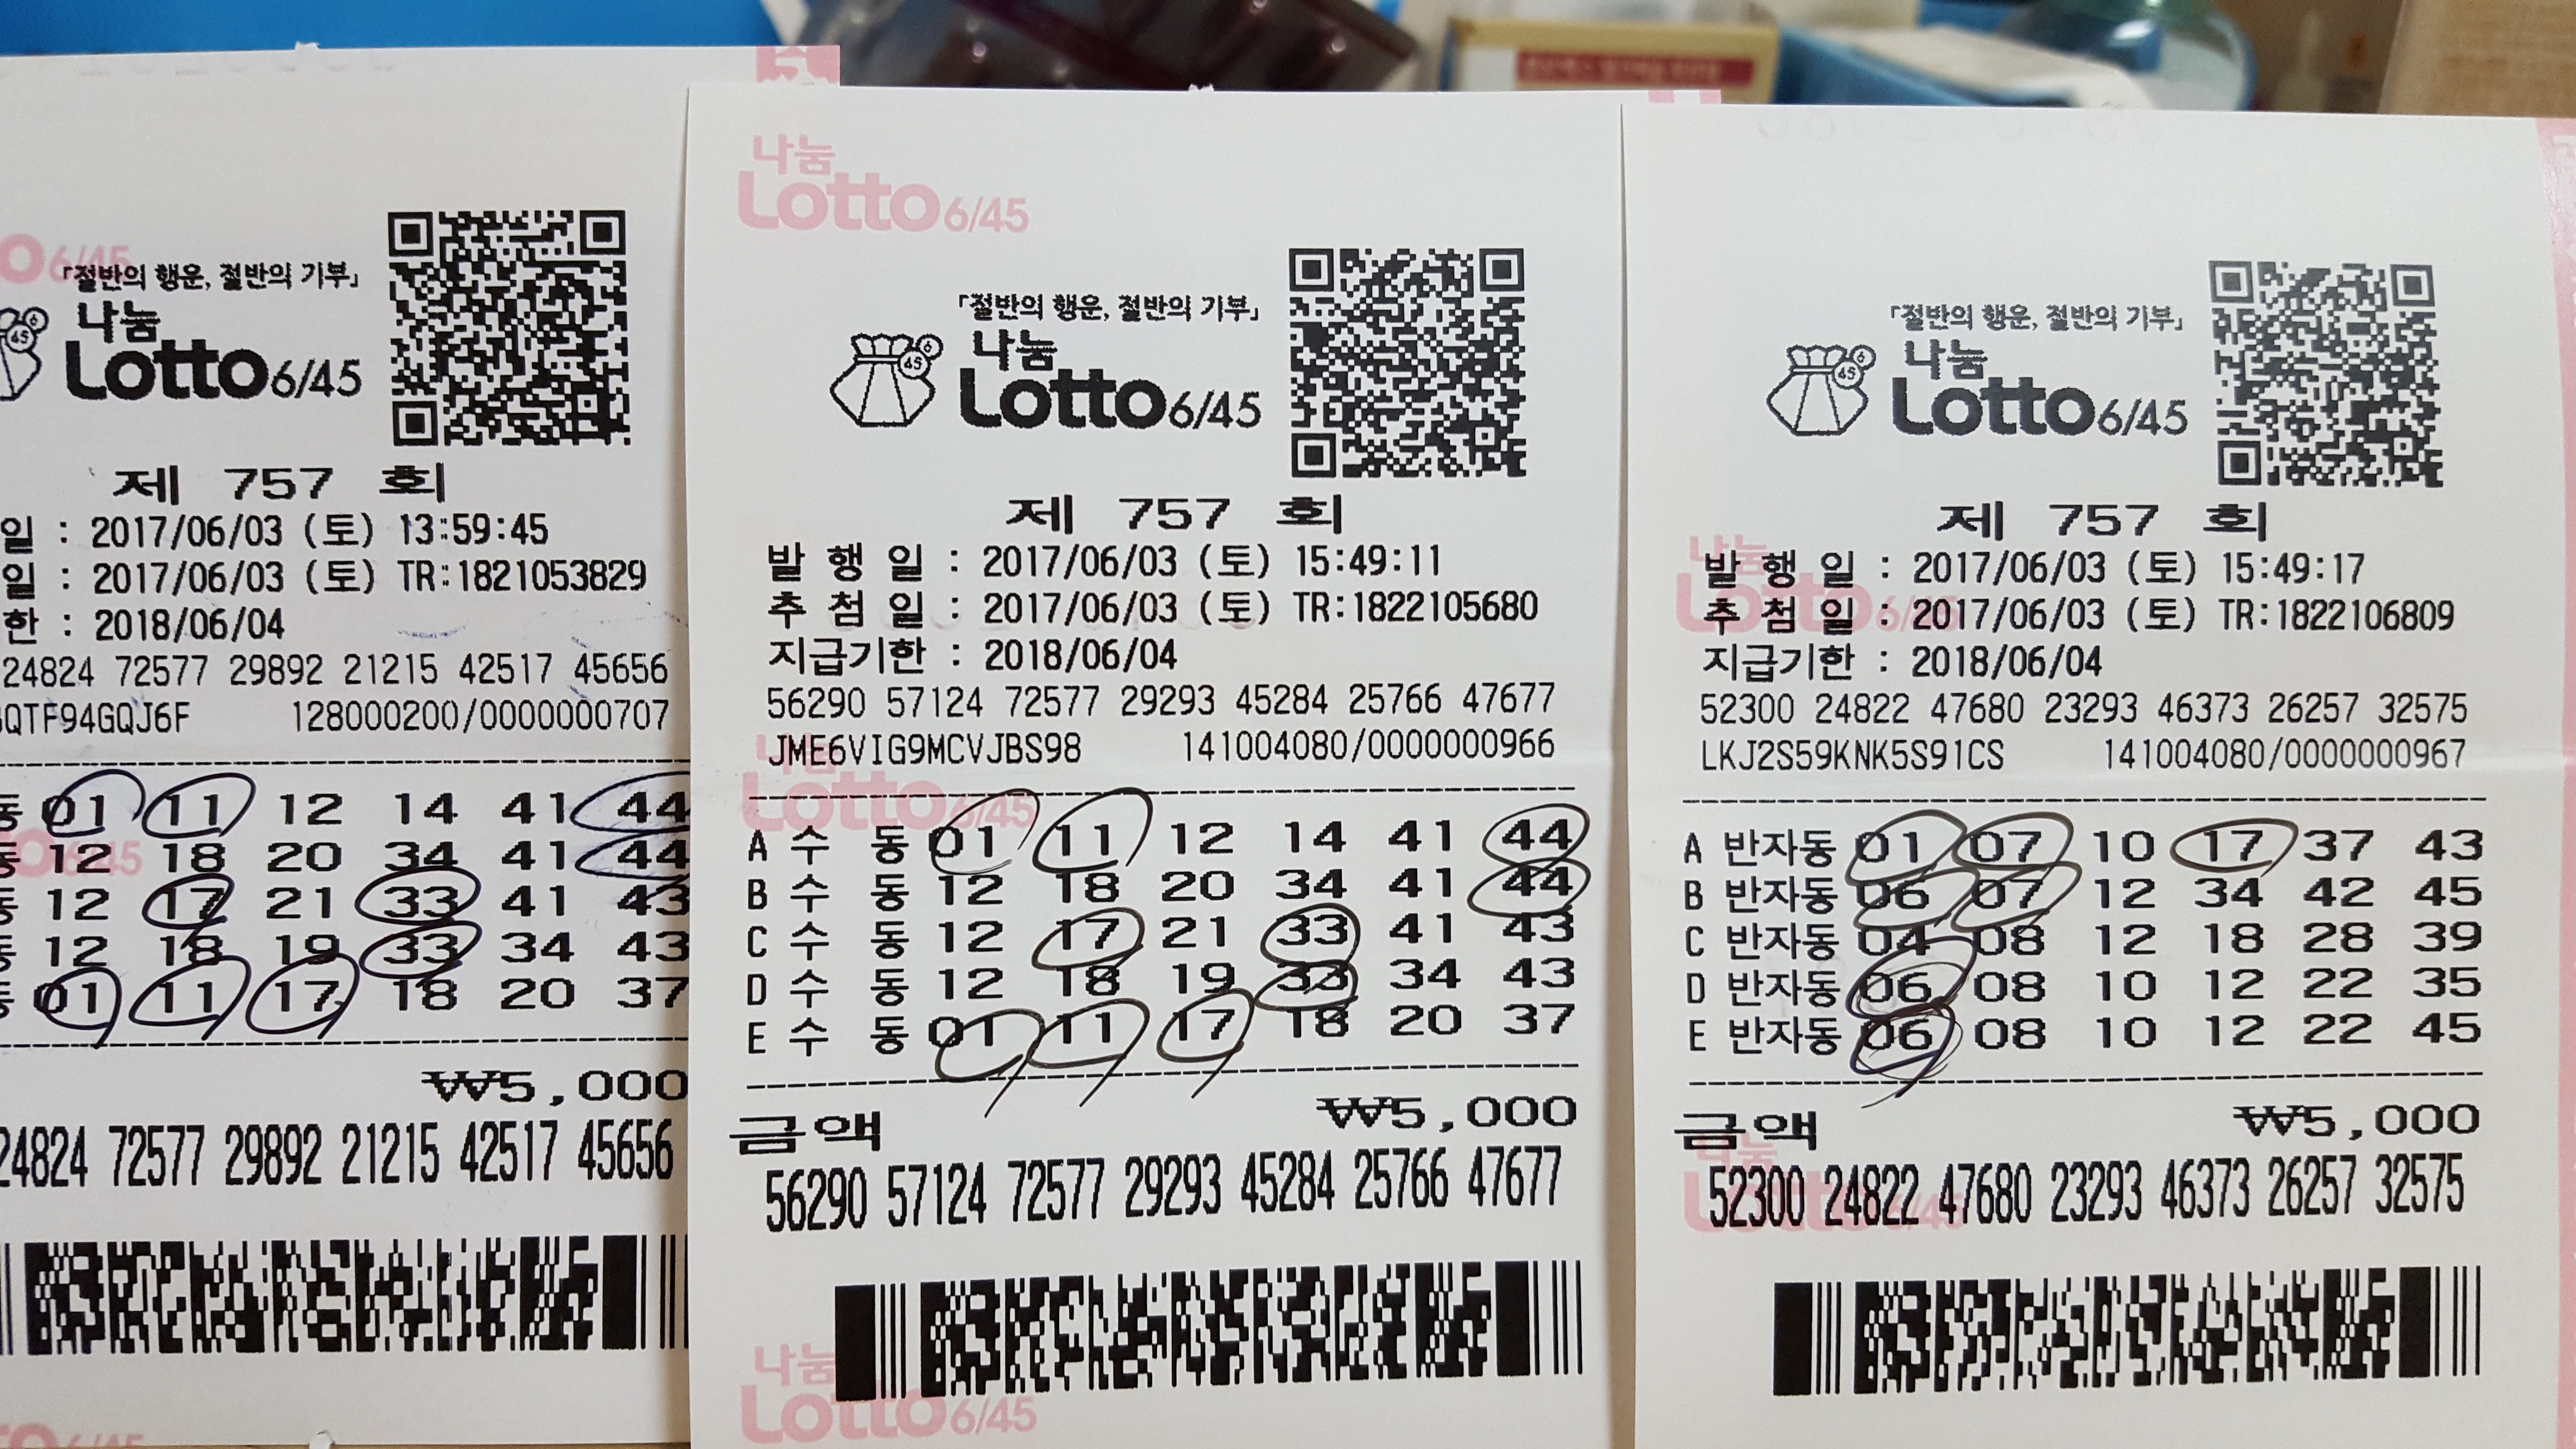 6/45
「절반의 행운, 절반의 기부」
나눔
Lotto 6/45
제 757 회
일 : 2017/06/03 (토) 13:59:45
일 : 2017/06/03 (토) TR:1821053829
한 : 2018/06/04
24824 72577 29892 21215 42517 45656
QTF94GQJ6F 128000200/0000000707
동 01 11 12 14 41 44
동 12 18 20 34 41 44
동 12 17 21 33 41 43
동 12 18 19 33 34 43
동 01 11 17 18 20 37
₩5,000
24824 72577 29892 21215 42517 45656
나눔
Lotto 6/45
「절반의 행운, 절반의 기부」
나눔
Lotto 6/45
제 757 회
발 행 일 : 2017/06/03 (토) 15:49:11
추 첨 일 : 2017/06/03 (토) TR:1822105680
지급기한 : 2018/06/04
56290 57124 72577 29293 45284 25766 47677
JME6VIG9MCVJBS98 141004080/0000000966
A 수 동 01 11 12 14 41 44
B 수 동 12 18 20 34 41 44
C 수 동 12 17 21 33 41 43
D 수 동 12 18 19 33 34 43
E 수 동 01 11 17 18 20 37
금액 ₩5,000
56290 57124 72577 29293 45284 25766 47677
나눔
Lotto 6/45
「절반의 행운, 절반의 기부」
나눔
Lotto 6/45
제 757 회
발 행 일 : 2017/06/03 (토) 15:49:17
추 첨 일 : 2017/06/03 (토) TR:1822106809
지급기한 : 2018/06/04
52300 24822 47680 23293 46373 26257 32575
LKJ2S59KNK5S91CS 141004080/0000000967
A 반자동 01 07 10 17 37 43
B 반자동 06 07 12 34 42 45
C 반자동 04 08 12 18 28 39
D 반자동 06 08 10 12 22 35
E 반자동 06 08 10 12 22 45
금액 ₩5,000
52300 24822 47680 23293 46373 26257 32575